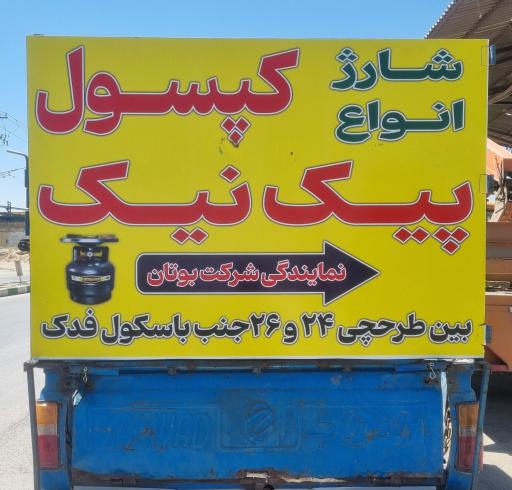 شارژ انواع کپسول
پیک نیک
نمایندگی شرکت بوتان
بین طرحچی ۲۴ و ۲۶ جنب باسکول فدک